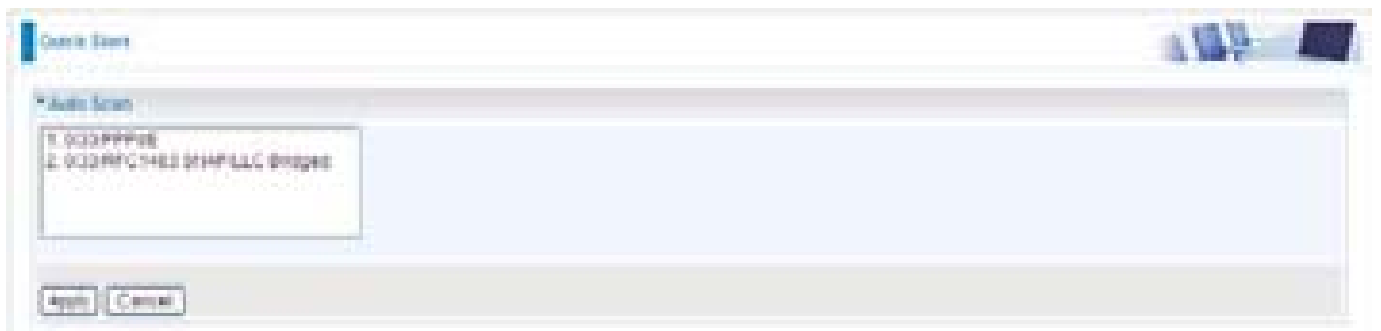 Quick Start
Auto Scan
1. 0/33/PPPoE
2. 0/33/RFC1483 SNAP/LLC Bridged
Apply Cancel